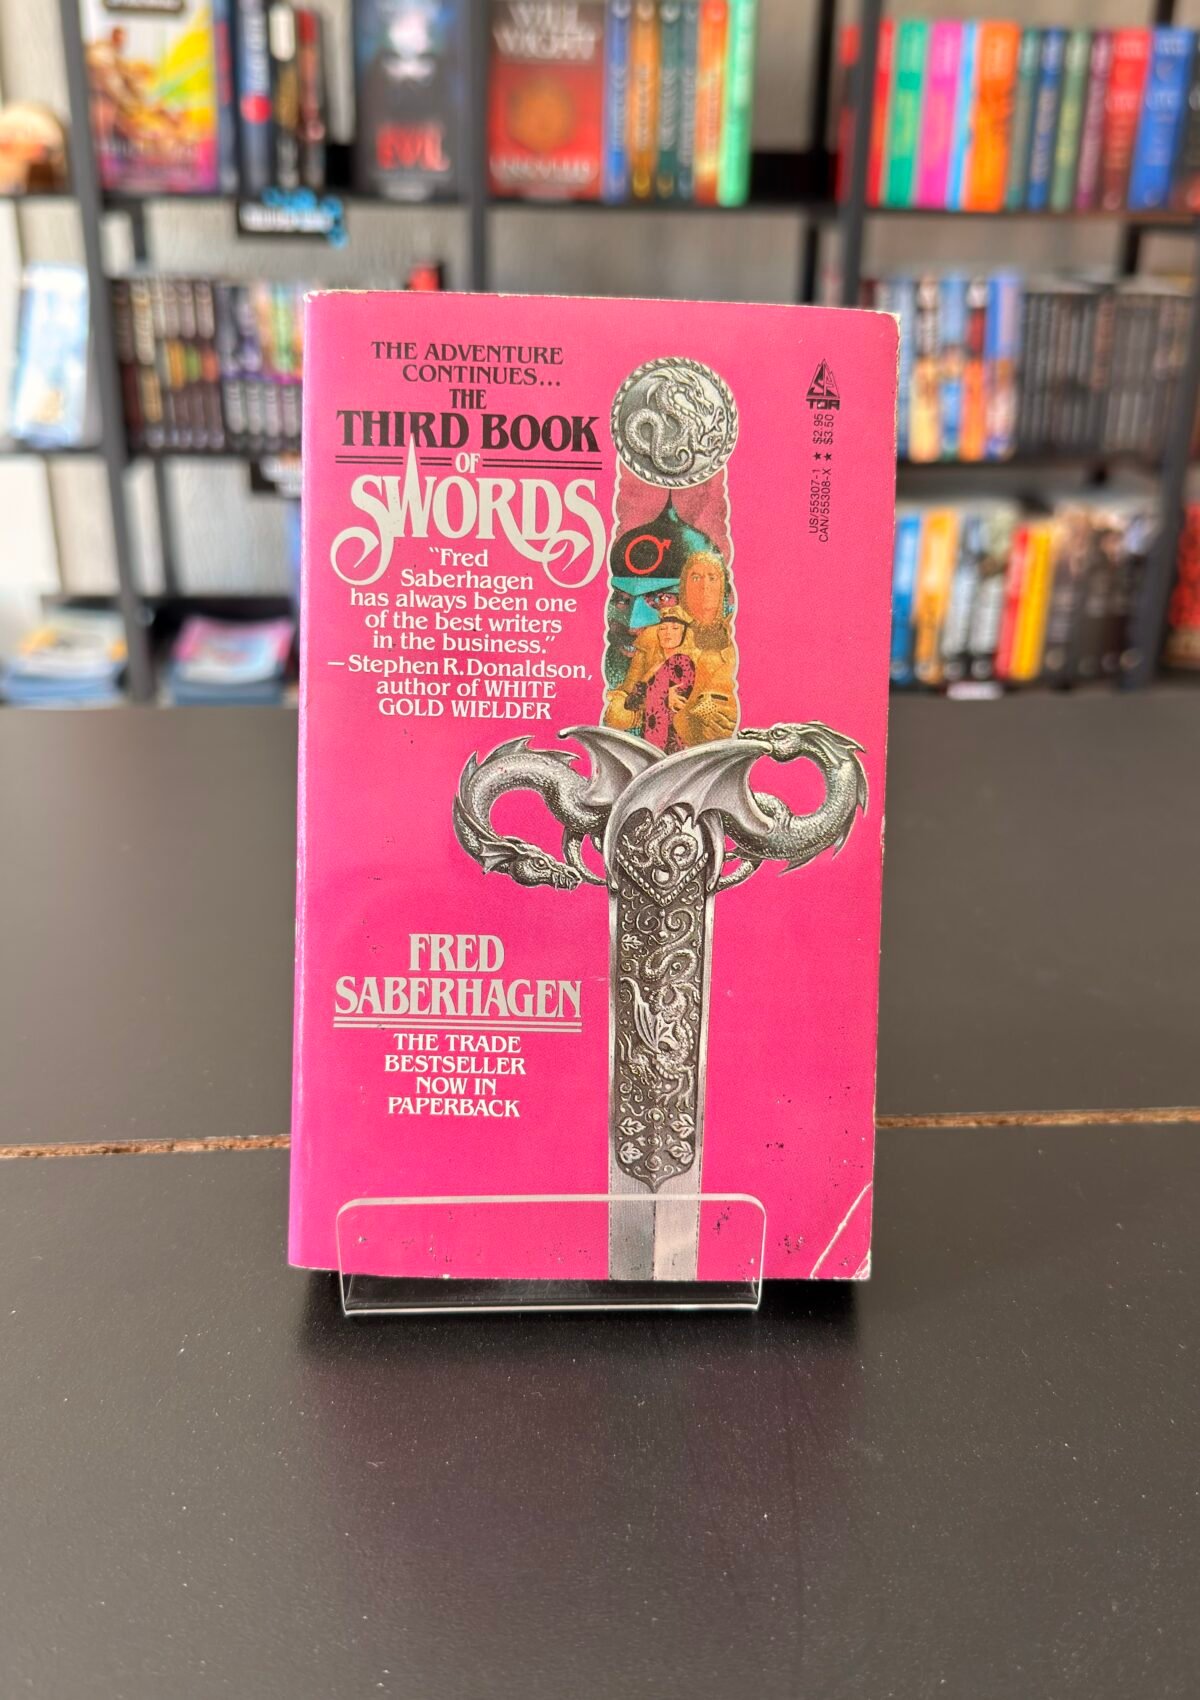 WILL
WIGHT
THE ADVENTURE
CONTINUES...
THE
THIRD BOOK
OF
SWORDS
"Fred
Saberhagen
has always been one
of the best writers
in the business."
—Stephen R. Donaldson,
author of WHITE
GOLD WIELDER
TOR
US/55307-1 ★ $2.95
CAN/55308-X ★ $3.50
FRED
SABERHAGEN
THE TRADE
BESTSELLER
NOW IN
PAPERBACK